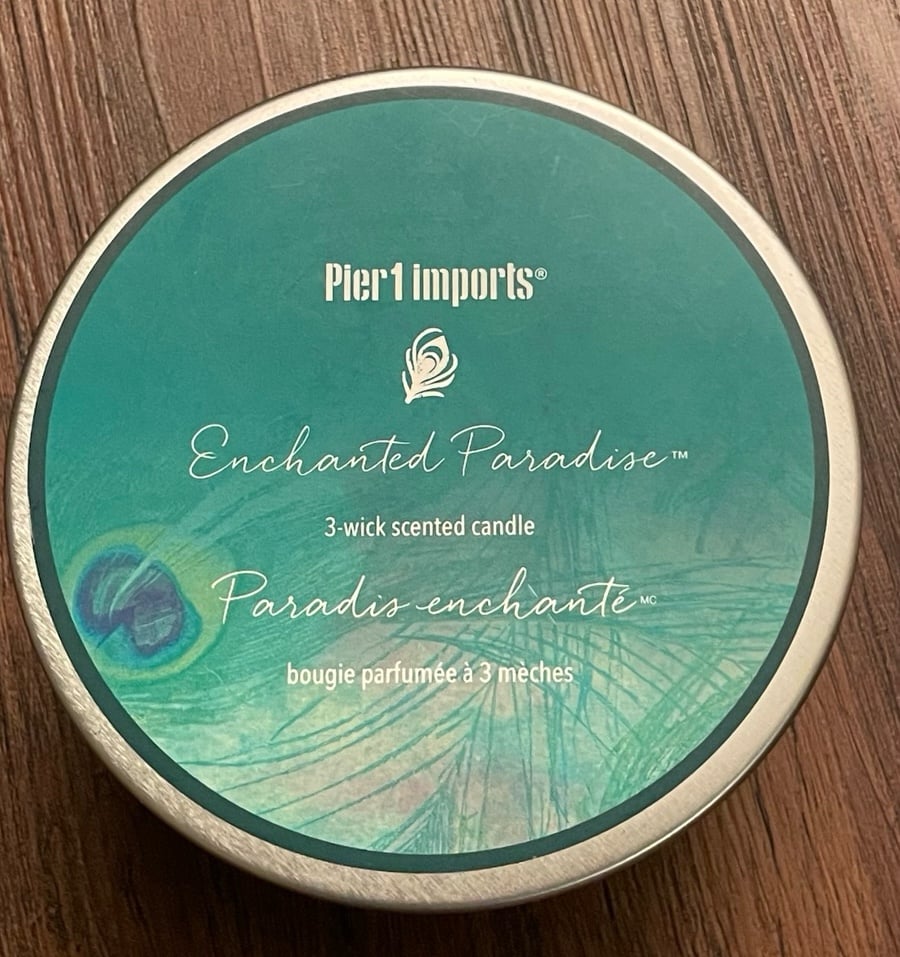 Pier1 imports®
Enchanted Paradise™
3-wick scented candle
Paradis enchanté MC
bougie parfumée à 3 mèches